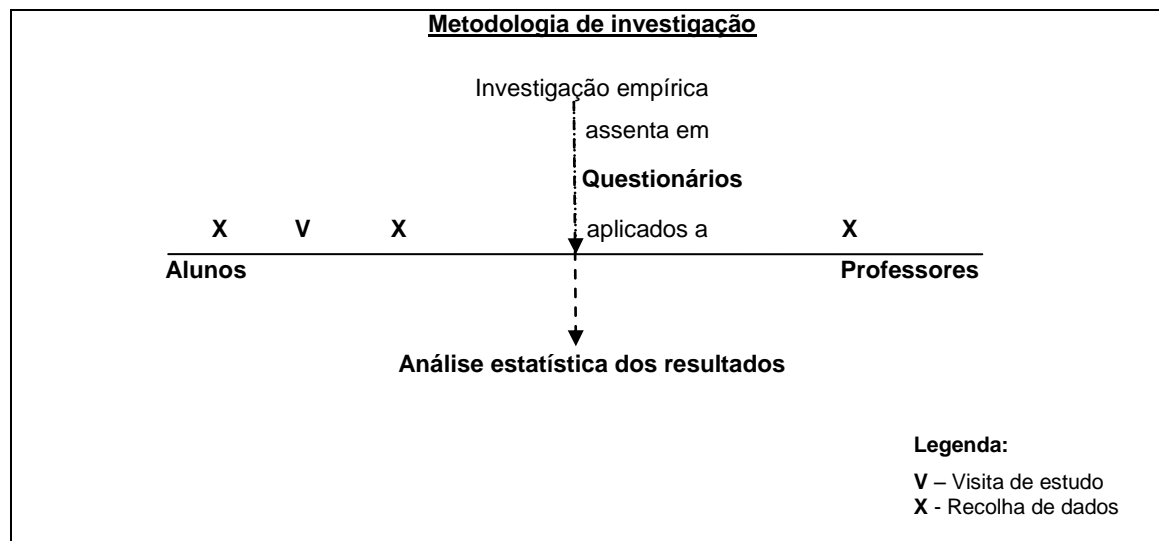 Metodologia de investigação
Investigação empírica
assenta em
Questionários
X V X aplicados a X
Alunos Professores
Análise estatística dos resultados
Legenda:
V – Visita de estudo
X - Recolha de dados